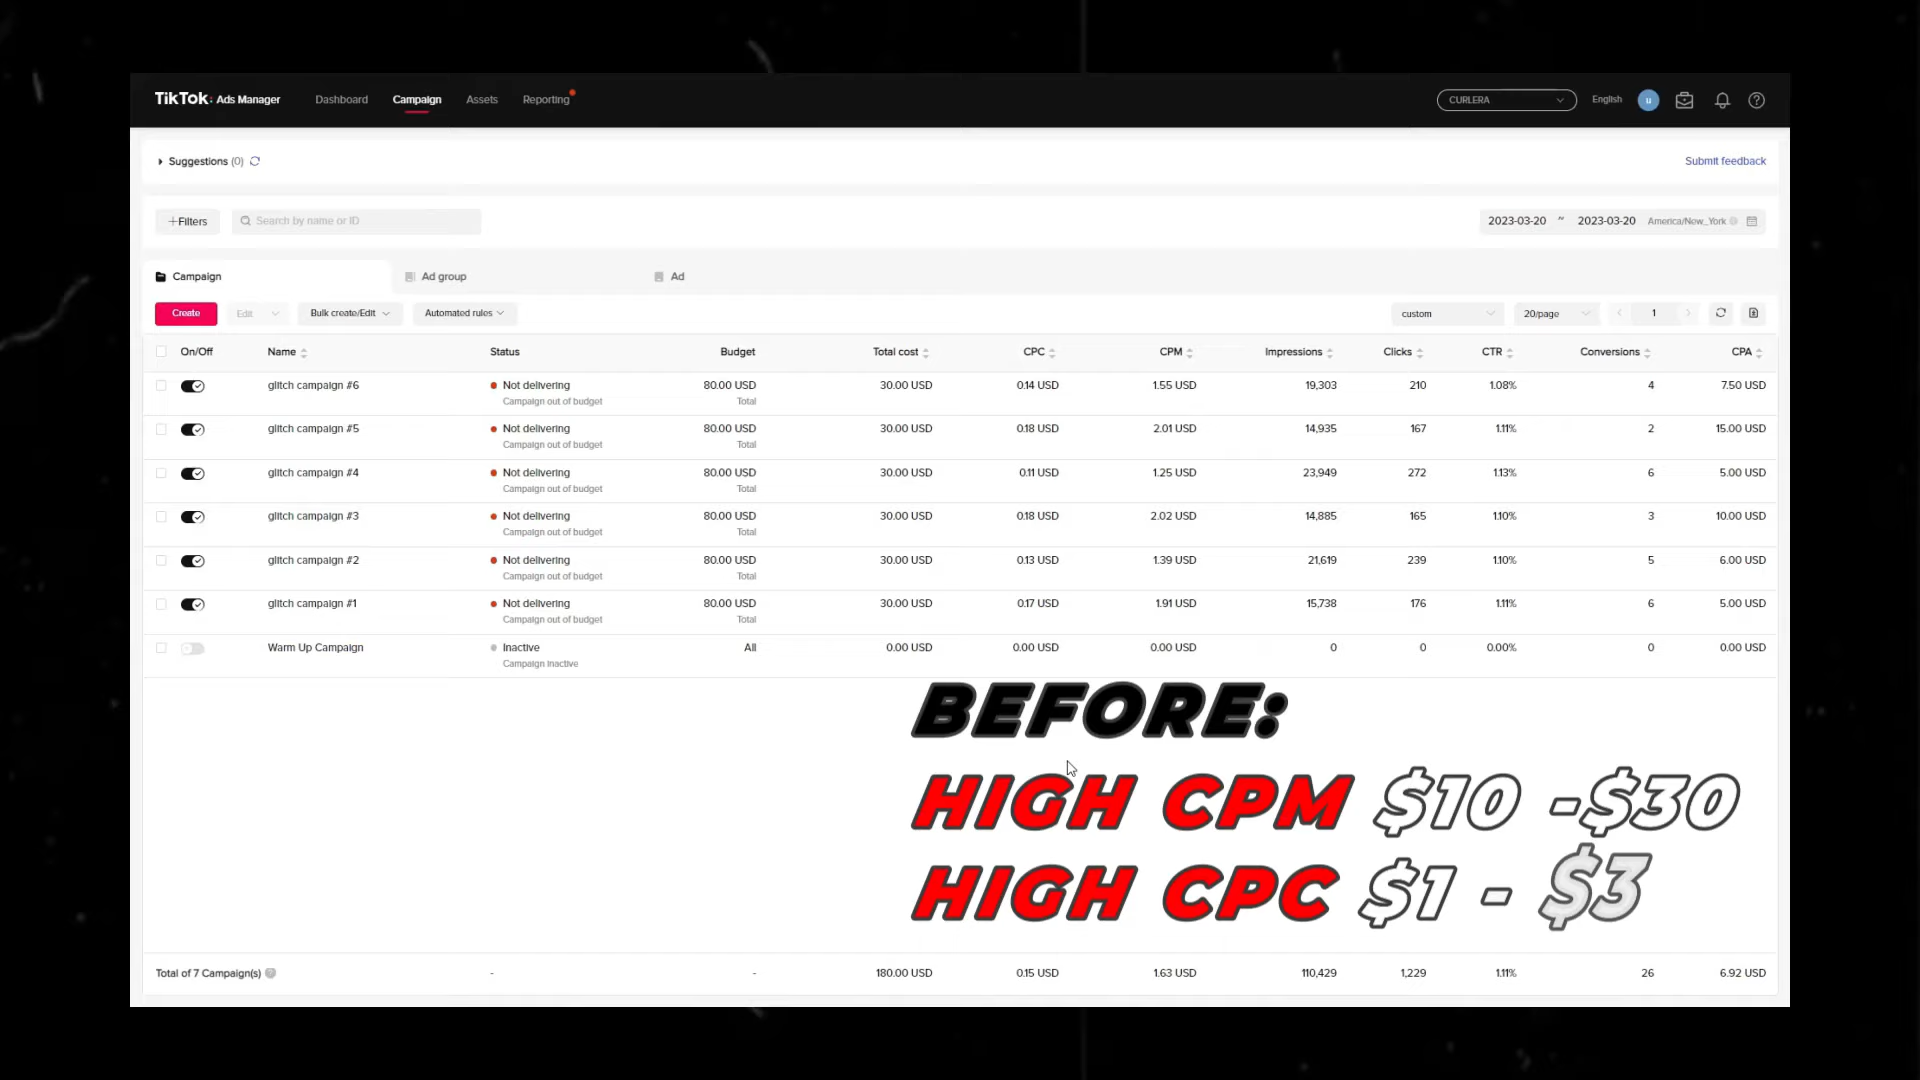 TikTok: Ads Manager Dashboard Campaign Assets Reporting CURLERA English u
Suggestions (0) Submit feedback
+Filters Search by name or ID 2023-03-20 ~ 2023-03-20 America/New_York
Campaign Ad group Ad
Create Edit Bulk create/Edit Automated rules custom 20/page 1
On/Off Name Status Budget Total cost CPC CPM Impressions Clicks CTR Conversions CPA
glitch campaign #6 Not delivering 80.00 USD 30.00 USD 0.14 USD 1.55 USD 19,303 210 1.08% 4 7.50 USD
Campaign out of budget Total
glitch campaign #5 Not delivering 80.00 USD 30.00 USD 0.18 USD 2.01 USD 14,935 167 1.11% 2 15.00 USD
Campaign out of budget Total
glitch campaign #4 Not delivering 80.00 USD 30.00 USD 0.11 USD 1.25 USD 23,949 272 1.13% 6 5.00 USD
Campaign out of budget Total
glitch campaign #3 Not delivering 80.00 USD 30.00 USD 0.18 USD 2.02 USD 14,885 165 1.10% 3 10.00 USD
Campaign out of budget Total
glitch campaign #2 Not delivering 80.00 USD 30.00 USD 0.13 USD 1.39 USD 21,619 239 1.10% 5 6.00 USD
Campaign out of budget Total
glitch campaign #1 Not delivering 80.00 USD 30.00 USD 0.17 USD 1.91 USD 15,738 176 1.11% 6 5.00 USD
Campaign out of budget Total
Warm Up Campaign Inactive All 0.00 USD 0.00 USD 0.00 USD 0 0 0.00% 0 0.00 USD
Campaign inactive
BEFORE:
HIGH CPM $10 -$30
HIGH CPC $1 - $3
Total of 7 Campaign(s) - - 180.00 USD 0.15 USD 1.63 USD 110,429 1,229 1.11% 26 6.92 USD